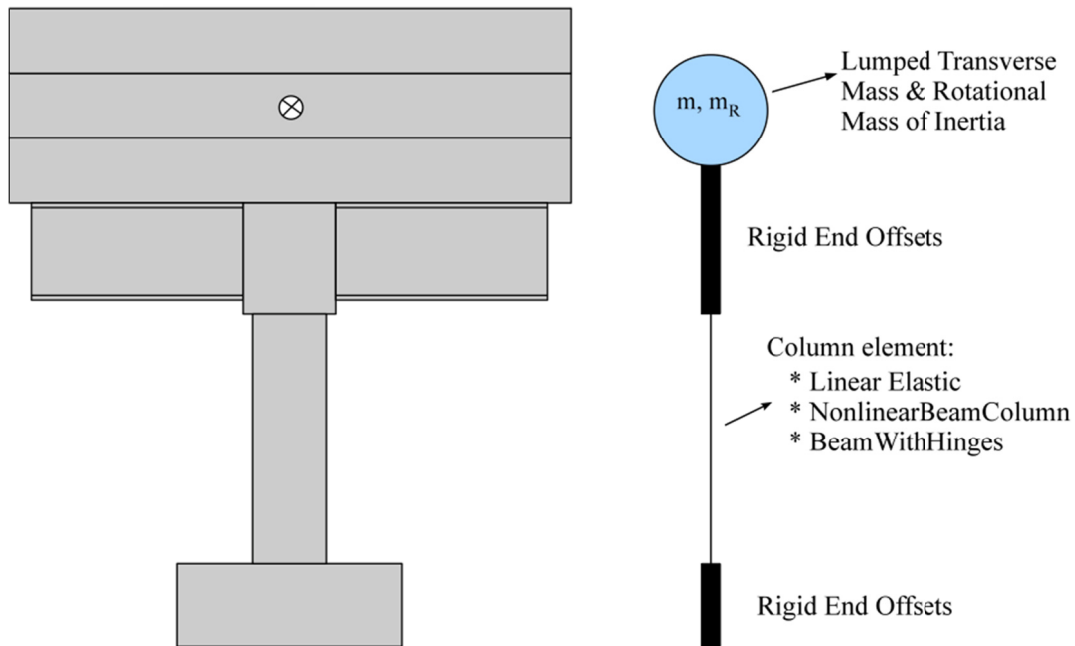 Lumped Transverse
Mass & Rotational
Mass of Inertia
m, mR
Rigid End Offsets
Column element:
* Linear Elastic
* NonlinearBeamColumn
* BeamWithHinges
Rigid End Offsets